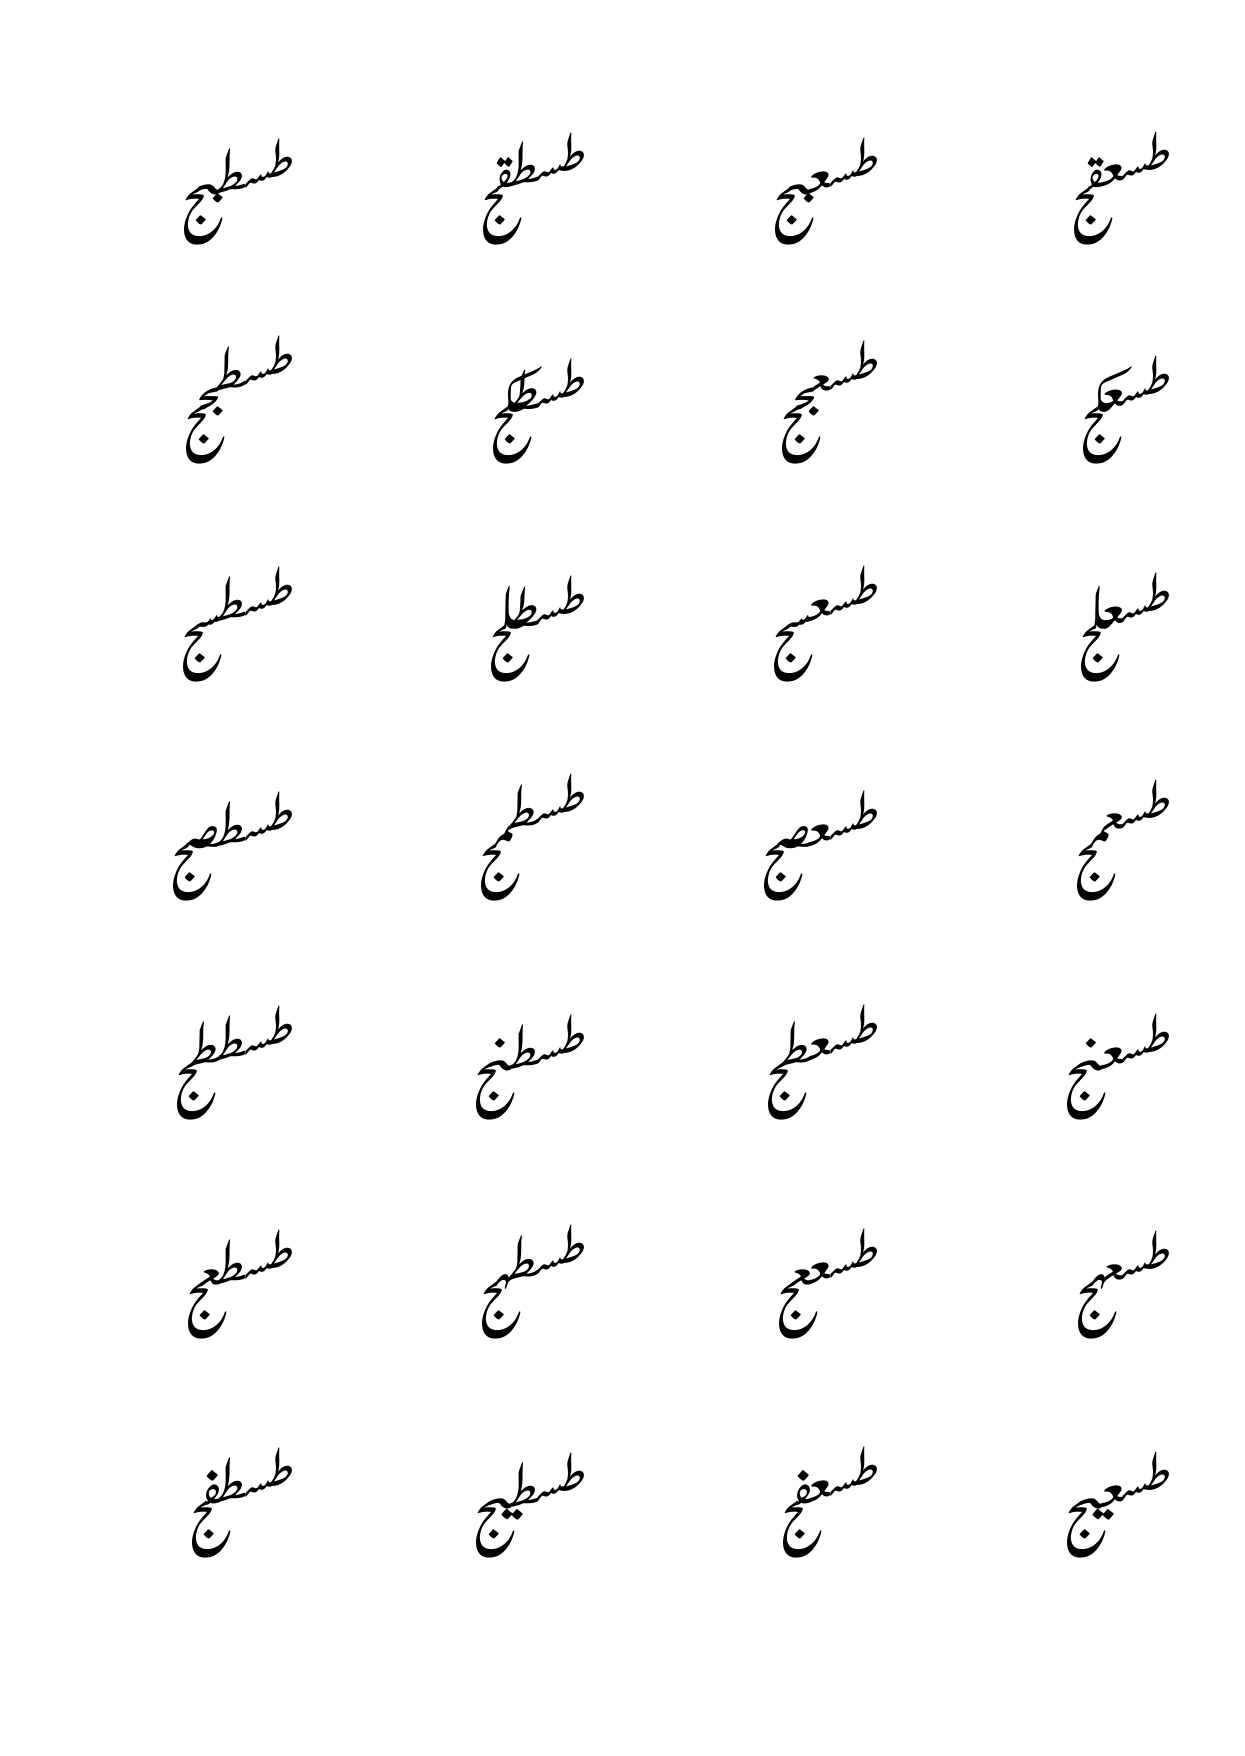 طسعقج طسعبج طسطقج طسطبج
طسعكج طسعجج طسطكج طسطجج
طسعلج طسعسج طسطلج طسطسج
طسعمج طسعصج طسطمج طسطصج
طسعنج طسعطج طسطنج طسططج
طسعهج طسععج طسطهج طسطعج
طسعيج طسعفج طسطيج طسطفج